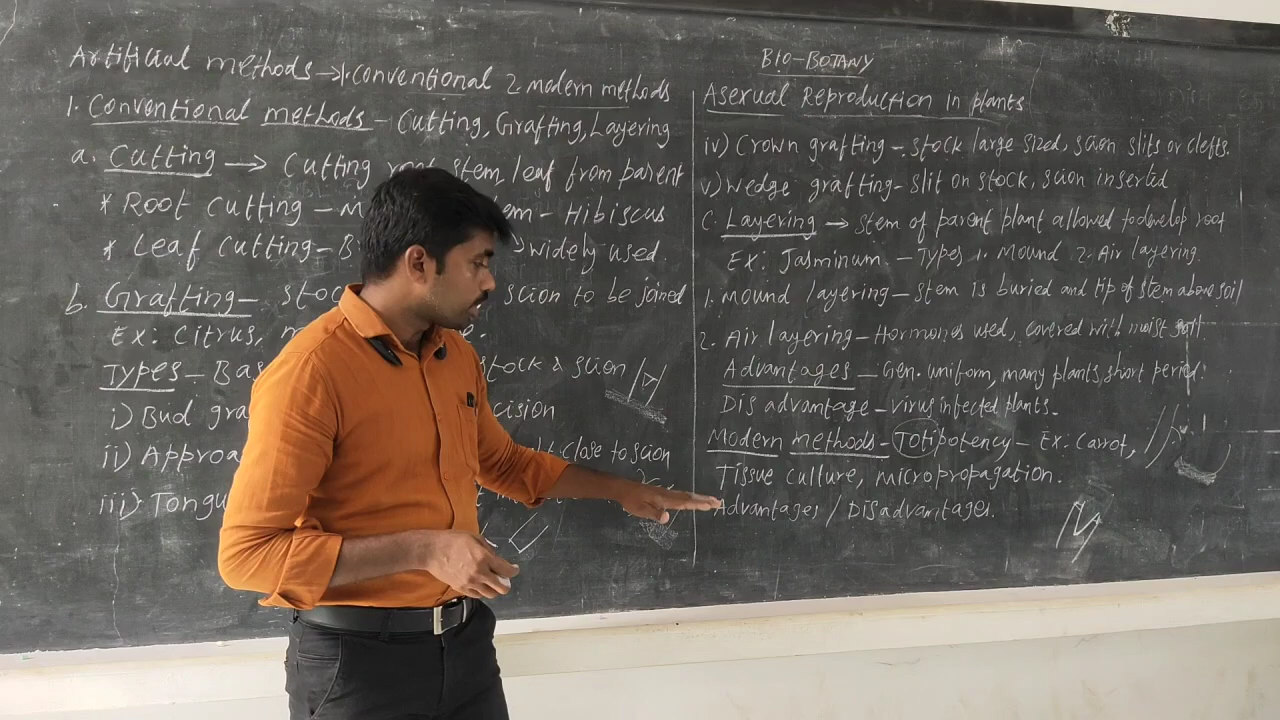 Artificial methods → 1. conventional 2. modern methods
1. Conventional methods - Cutting, Grafting, Layering
a. Cutting → Cutting root stem, leaf from parent
* Root cutting - M em - Hibiscus
* Leaf cutting - B → widely used.
b. Grafting - stoc scion to be joined
Ex: Citrus, m
Types - Bas stock & scion
i) Bud gra cision
ii) Approa t close to scion
iii) Tongu
BIO-BOTANY
Asexual Reproduction in plants
iv) Crown grafting - stock large sized, scion slits or clefts.
v) Wedge grafting - slit on stock, scion inserted
C. Layering → stem of parent plant allowed to develop root
EX: Jasminum - Types 1. Mound 2. Air layering.
1. Mound layering - stem is buried and tip of stem above soil
2. Air layering - Hormones used, covered with moist
Advantages - Gen. uniform, many plants, short period.
Dis advantage - virus infected plants.
Modern methods - Totipotency - Ex: Carrot,
Tissue culture, micropropagation.
Advantages / Disadvantages.